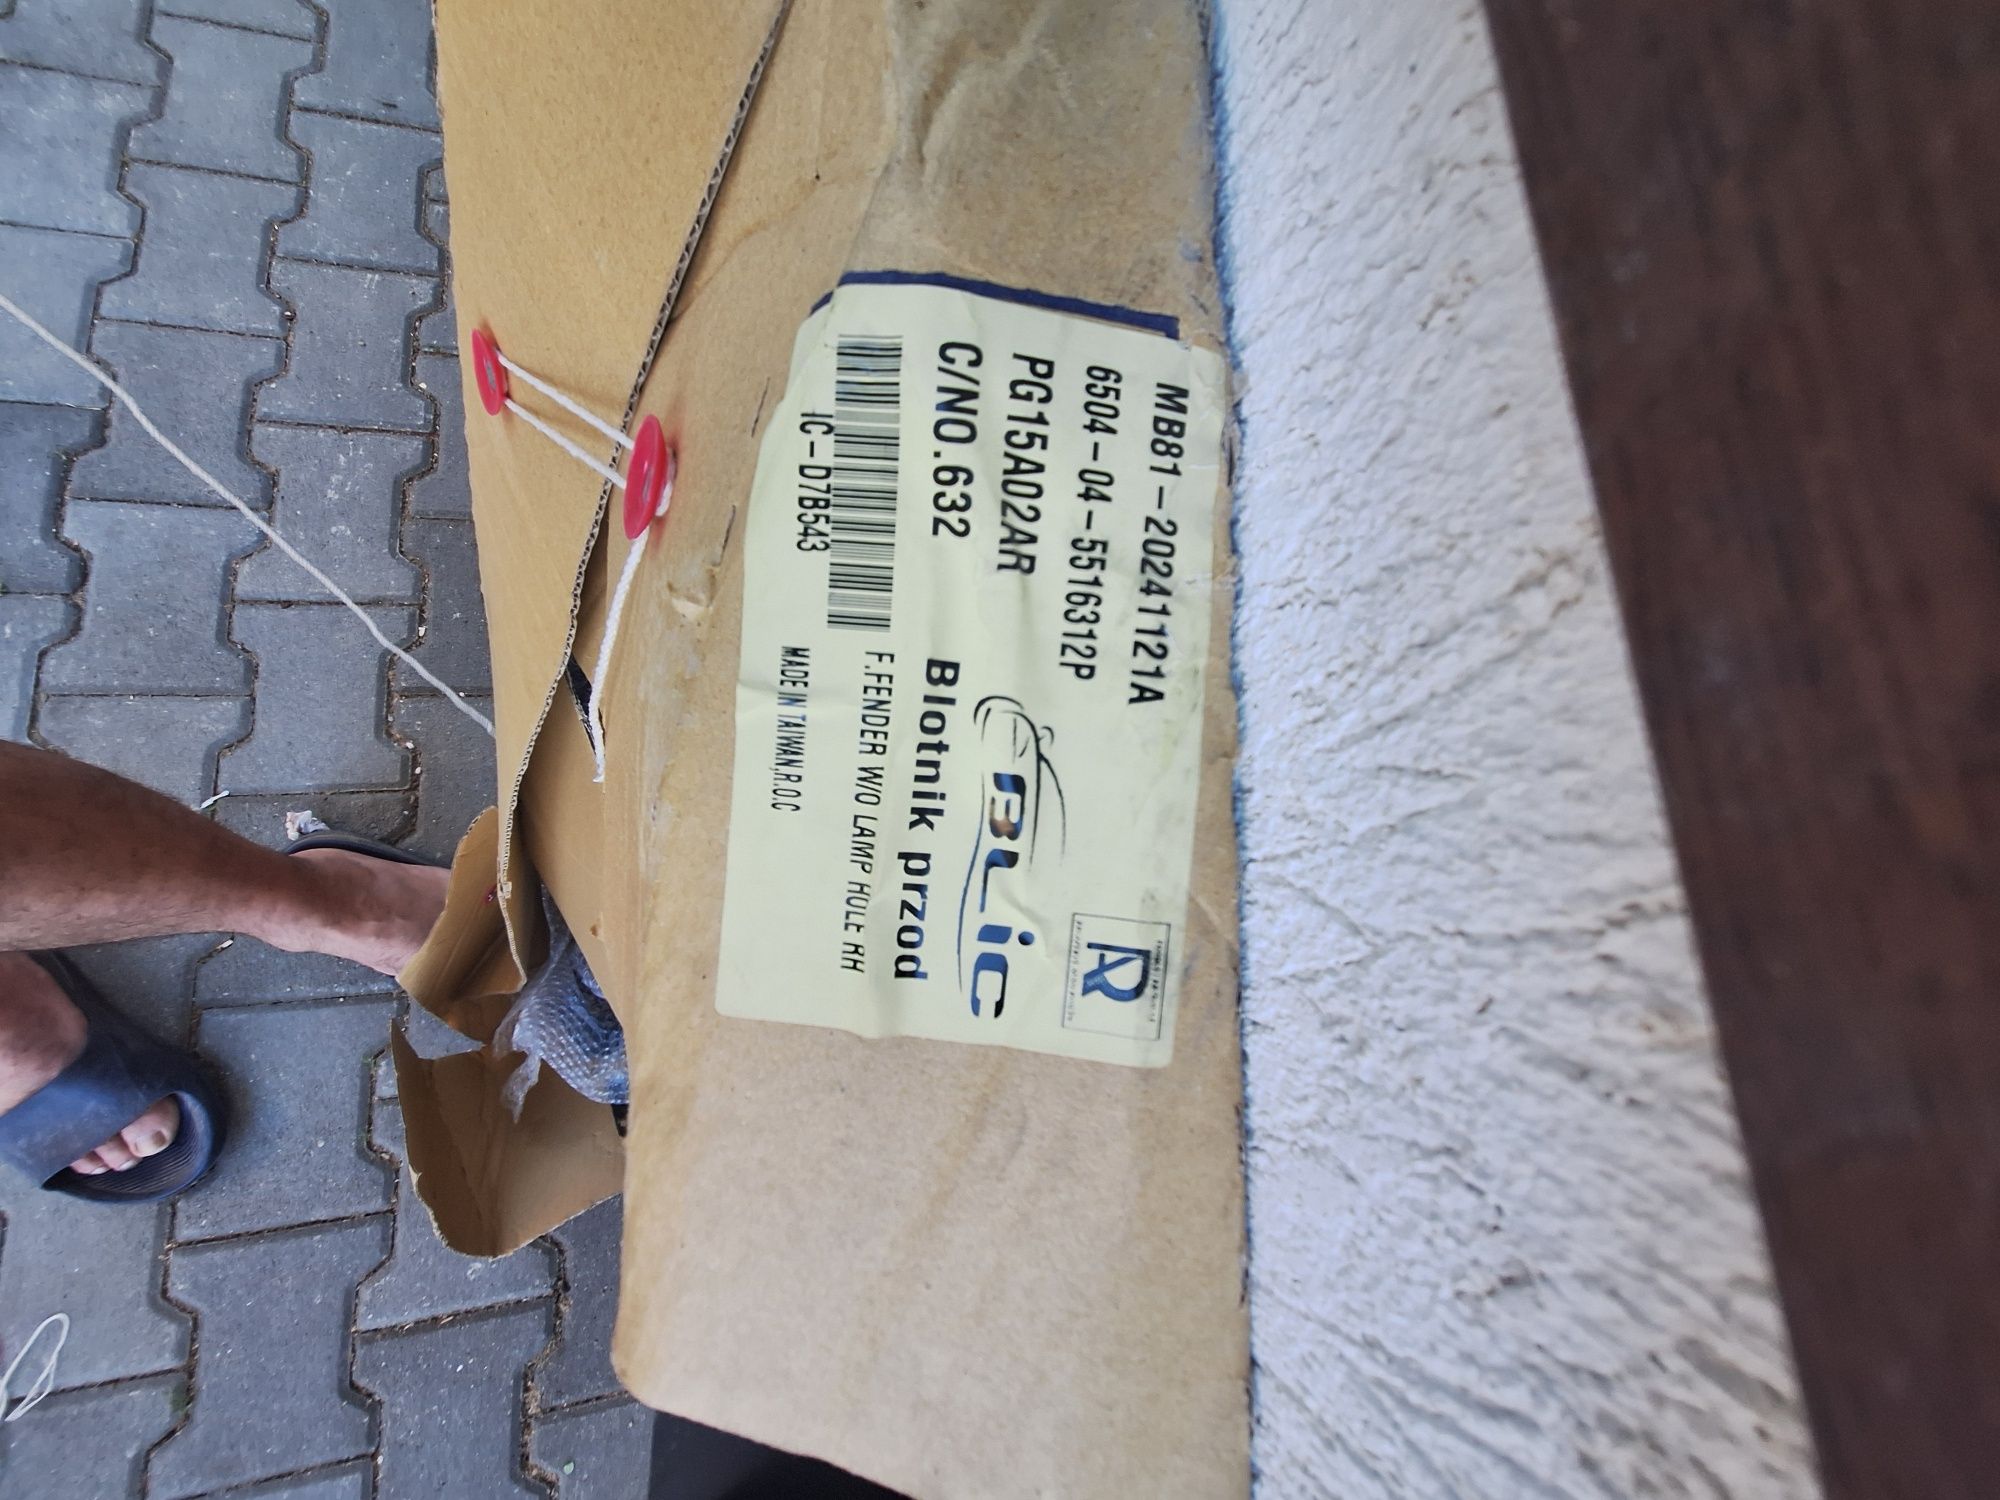 MB81-20241121A
6504-04-5516312P
PG15A02AR
C/NO.632
IC-D7B543
BLiC
Blotnik przod
F.FENDER W/O LAMP HOLE RH
MADE IN TAIWAN,R.O.C